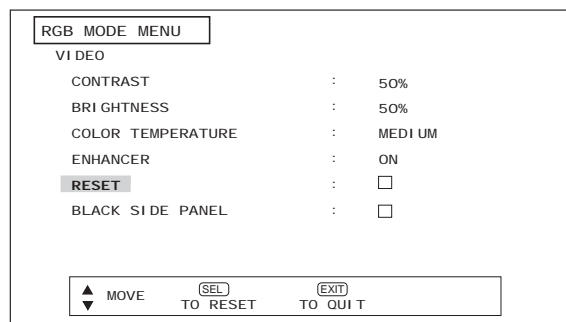 RGB MODE MENU
VIDEO
CONTRAST : 50%
BRIGHTNESS : 50%
COLOR TEMPERATURE : MEDIUM
ENHANCER : ON
RESET :
BLACK SIDE PANEL :
MOVE SEL EXIT
TO RESET TO QUIT